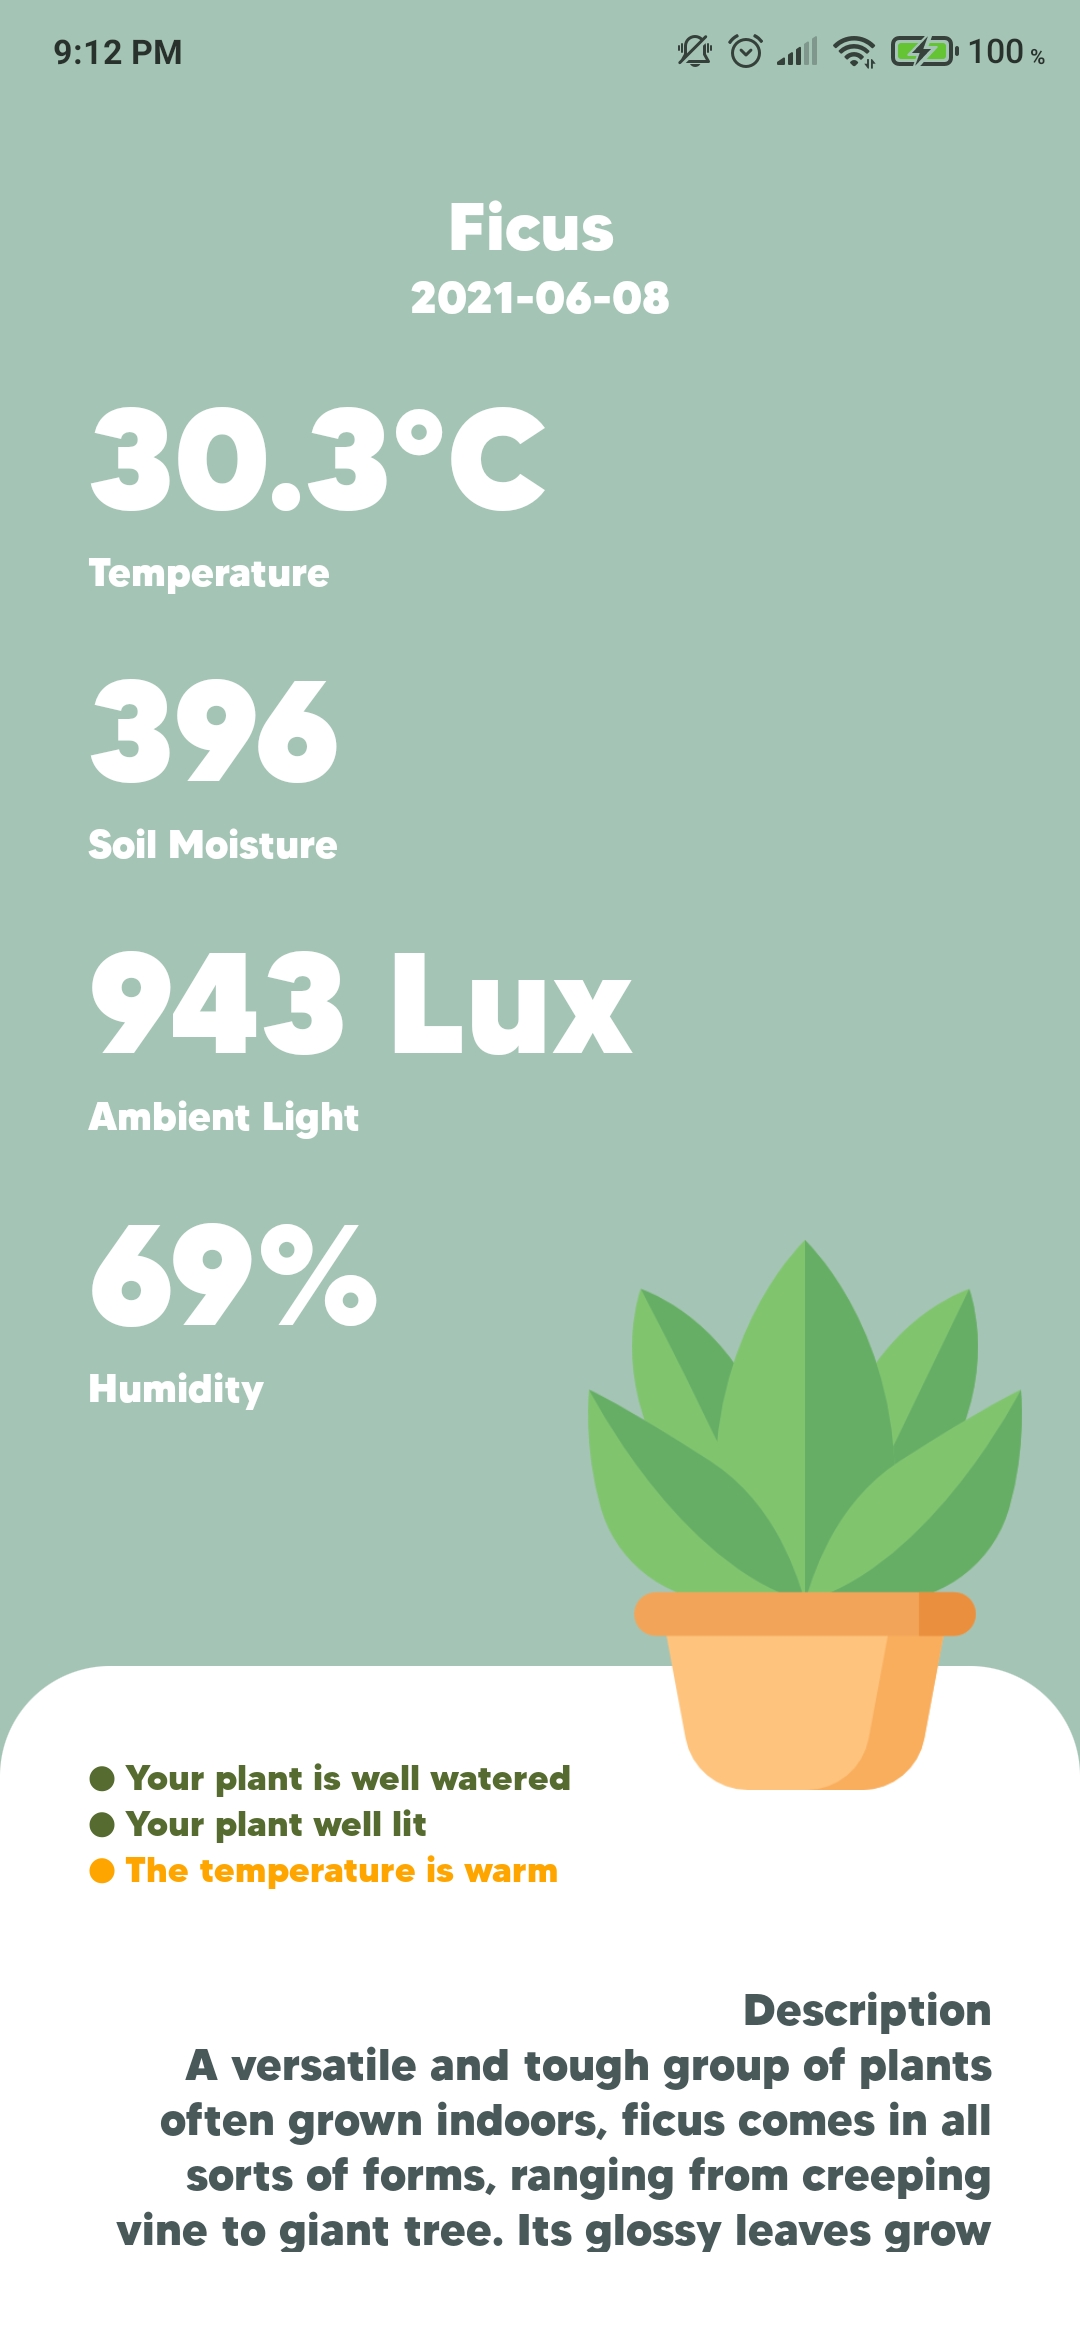 9:12 PM 100 %
Ficus
2021-06-08
30.3°C
Temperature
396
Soil Moisture
943 Lux
Ambient Light
69%
Humidity
● Your plant is well watered
● Your plant well lit
● The temperature is warm
Description
A versatile and tough group of plants
often grown indoors, ficus comes in all
sorts of forms, ranging from creeping
vine to giant tree. Its glossy leaves grow